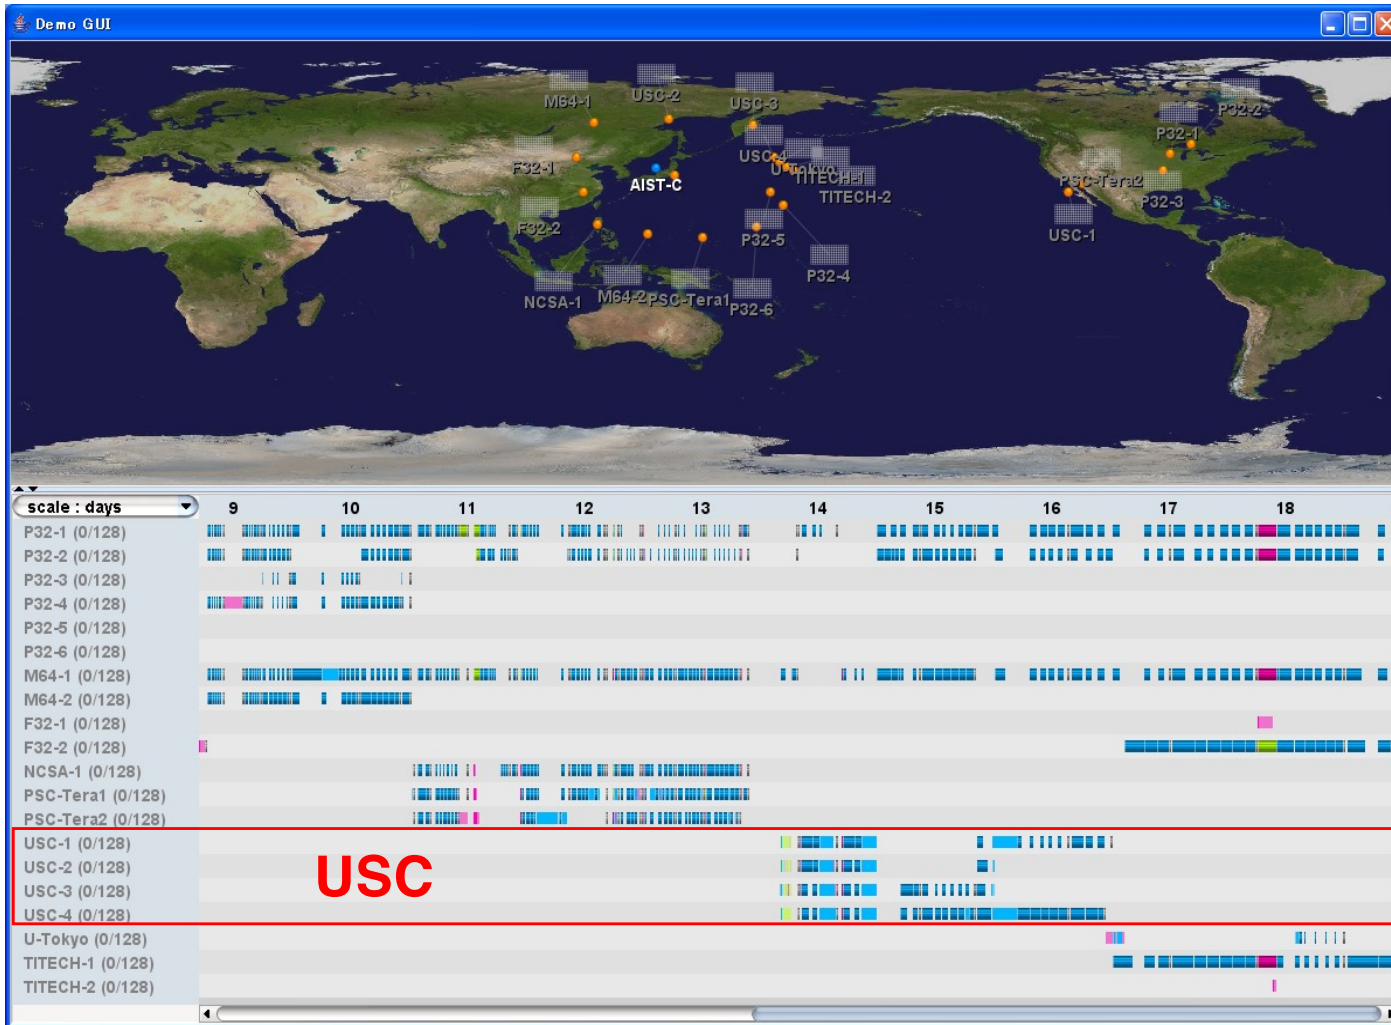 Demo GUI
M64-1
USC-2
USC-3
P32-2
P32-1
F32-1
USC-4
U-Tokyo
TITECH-1
TITECH-2
AIST-C
PSC-Tera2
P32-3
USC-1
F32-2
P32-5
P32-4
NCSA-1
M64-2
PSC-Tera1
P32-6
scale : days 9 10 11 12 13 14 15 16 17 18
P32-1 (0/128)
P32-2 (0/128)
P32-3 (0/128)
P32-4 (0/128)
P32-5 (0/128)
P32-6 (0/128)
M64-1 (0/128)
M64-2 (0/128)
F32-1 (0/128)
F32-2 (0/128)
NCSA-1 (0/128)
PSC-Tera1 (0/128)
PSC-Tera2 (0/128)
USC-1 (0/128)
USC-2 (0/128)
USC
USC-3 (0/128)
USC-4 (0/128)
U-Tokyo (0/128)
TITECH-1 (0/128)
TITECH-2 (0/128)